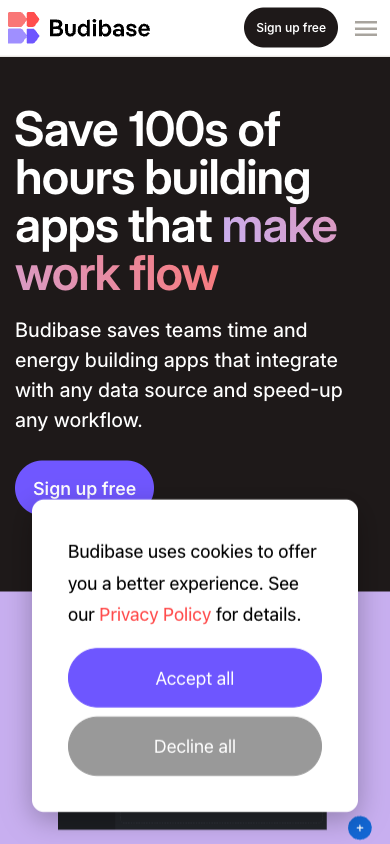 Budibase
Sign up free
Save 100s of
hours building
apps that make
work flow
Budibase saves teams time and
energy building apps that integrate
with any data source and speed-up
any workflow.
Sign up free
Budibase uses cookies to offer
you a better experience. See
our Privacy Policy for details.
Accept all
Decline all